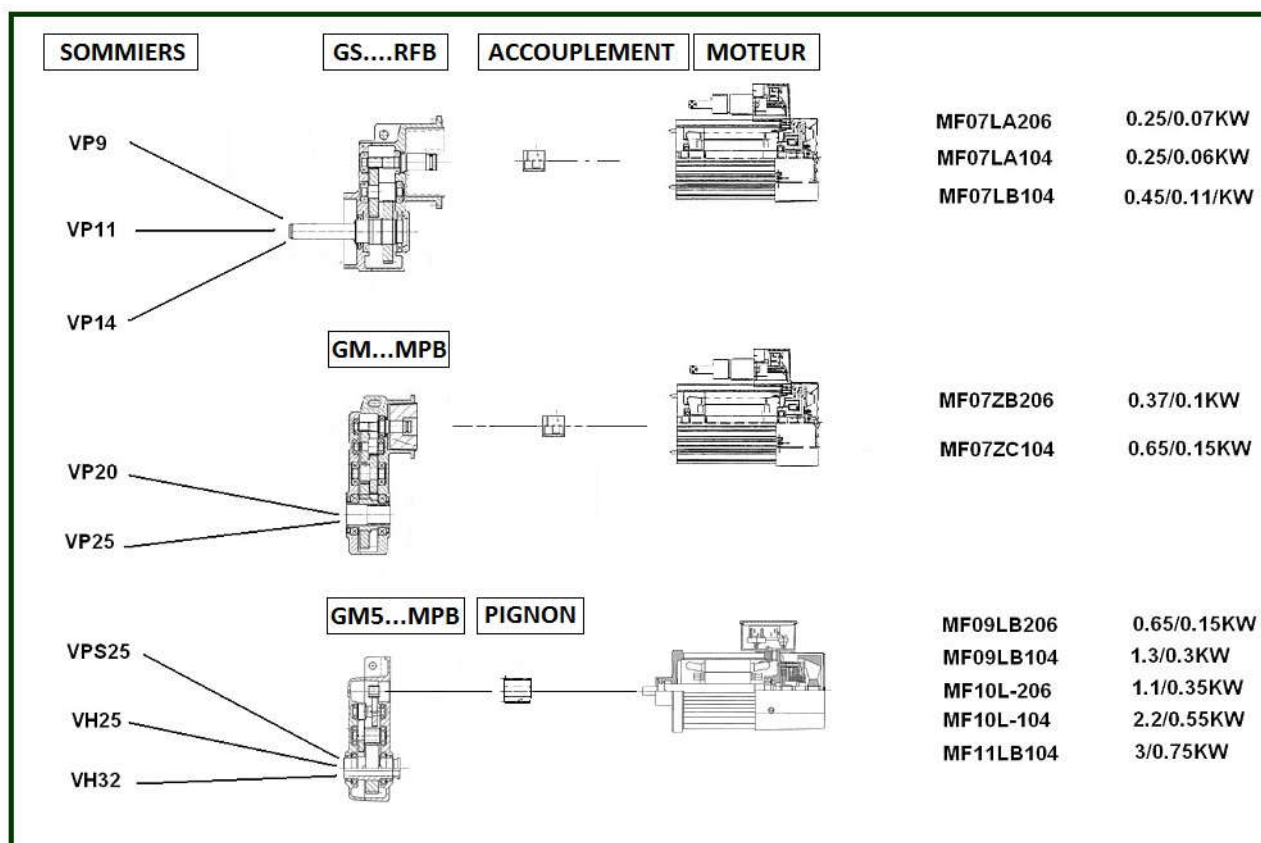 SOMMIERS GS....RFB ACCOUPLEMENT MOTEUR
VP9
VP11
VP14
MF07LA206 0.25/0.07KW
MF07LA104 0.25/0.06KW
MF07LB104 0.45/0.11/KW
GM...MPB
VP20
VP25
MF07ZB206 0.37/0.1KW
MF07ZC104 0.65/0.15KW
GM5...MPB PIGNON
VPS25
VH25
VH32
MF09LB206 0.65/0.15KW
MF09LB104 1.3/0.3KW
MF10L-206 1.1/0.35KW
MF10L-104 2.2/0.55KW
MF11LB104 3/0.75KW